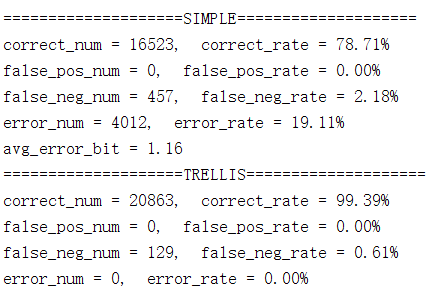 ====================SIMPLE====================
correct_num = 16523,  correct_rate = 78.71%
false_pos_num = 0,  false_pos_rate = 0.00%
false_neg_num = 457,  false_neg_rate = 2.18%
error_num = 4012,  error_rate = 19.11%
avg_error_bit = 1.16
====================TRELLIS====================
correct_num = 20863,  correct_rate = 99.39%
false_pos_num = 0,  false_pos_rate = 0.00%
false_neg_num = 129,  false_neg_rate = 0.61%
error_num = 0,  error_rate = 0.00%